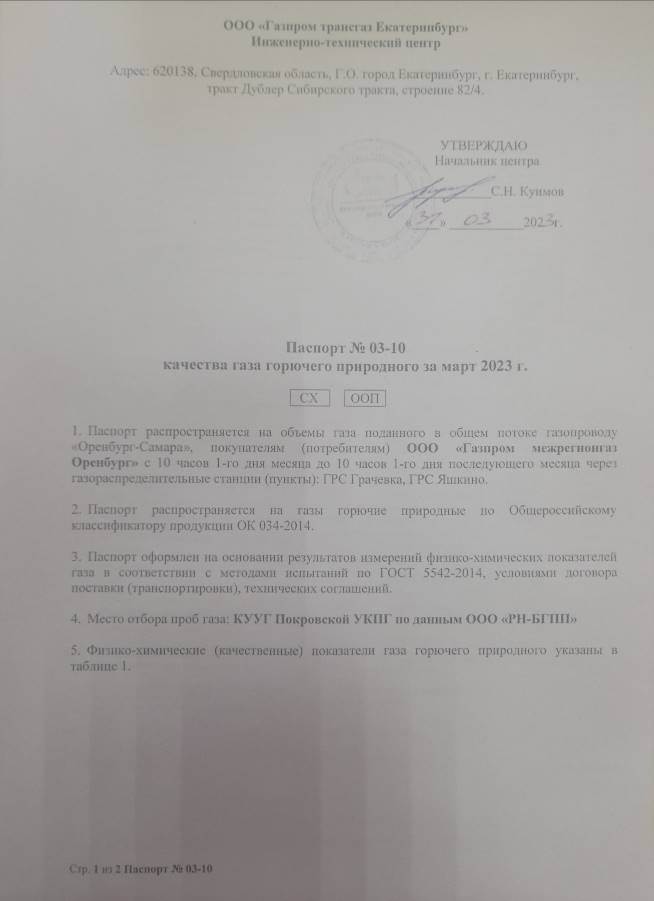 ООО «Газпром трансгаз Екатеринбург»
Инженерно-технический центр
Адрес: 620138, Свердловская область, Г.О. город Екатеринбург, г. Екатеринбург,
тракт Дублер Сибирского тракта, строение 82/4.
УТВЕРЖДАЮ
Начальник центра
С.Н. Куимов
«31» 03 2023г.
Паспорт № 03-10
качества газа горючего природного за март 2023 г.
СХ ООП
1. Паспорт распространяется на объемы газа поданного в общем потоке газопроводу
«Оренбург-Самара», покупателям (потребителям) ООО «Газпром межрегионгаз
Оренбург» с 10 часов 1-го дня месяца до 10 часов 1-го дня последующего месяца через
газораспределительные станции (пункты): ГРС Грачевка, ГРС Яшкино.
2. Паспорт распространяется на газы горючие природные по Общероссийскому
классификатору продукции ОК 034-2014.
3. Паспорт оформлен на основании результатов измерений физико-химических показателей
газа в соответствии с методами испытаний по ГОСТ 5542-2014, условиями договора
поставки (транспортировки), технических соглашений.
4. Место отбора проб газа: КУУГ Покровской УКПГ по данным ООО «РН-БГПП»
5. Физико-химические (качественные) показатели газа горючего природного указаны в
таблице 1.
Стр. 1 из 2 Паспорт № 03-10